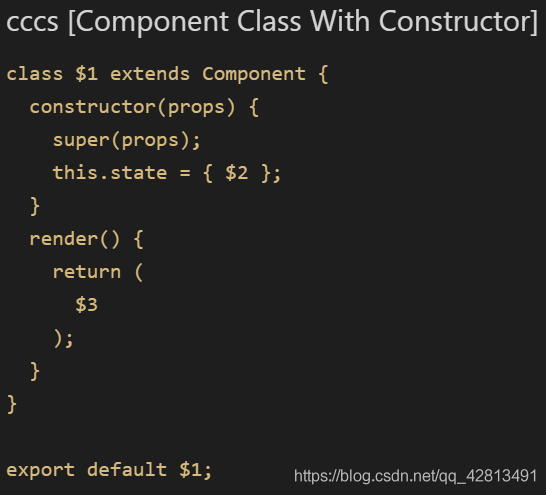 cccs [Component Class With Constructor]
class $1 extends Component {
  constructor(props) {
    super(props);
    this.state = { $2 };
  }
  render() {
    return (
      $3
    );
  }
}
export default $1;
https://blog.csdn.net/qq_42813491